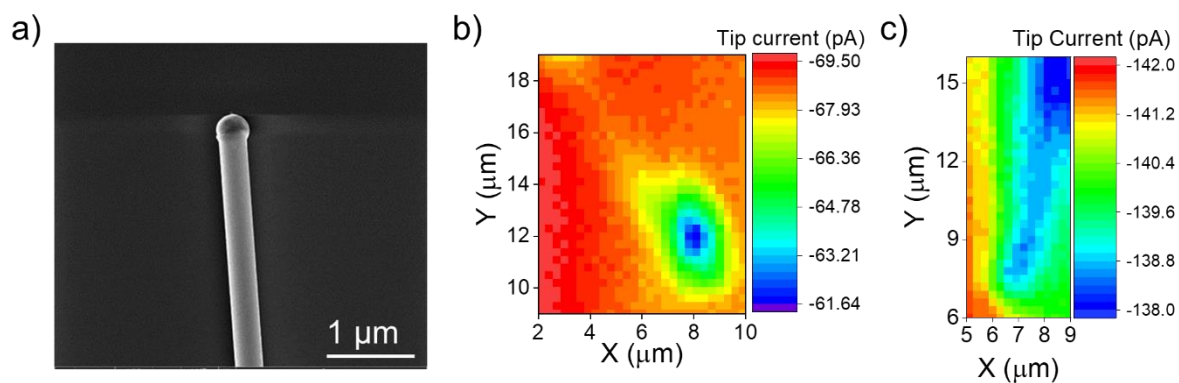 a)
1 μm
b)
Tip current (pA)
18
16
14
12
10
Y (μm)
2 4 6 8 10
X (μm)
-69.50
-67.93
-66.36
-64.78
-63.21
-61.64
c)
Tip Current (pA)
15
12
9
6
Y (μm)
5 6 7 8 9
X (μm)
-142.0
-141.2
-140.4
-139.6
-138.8
-138.0